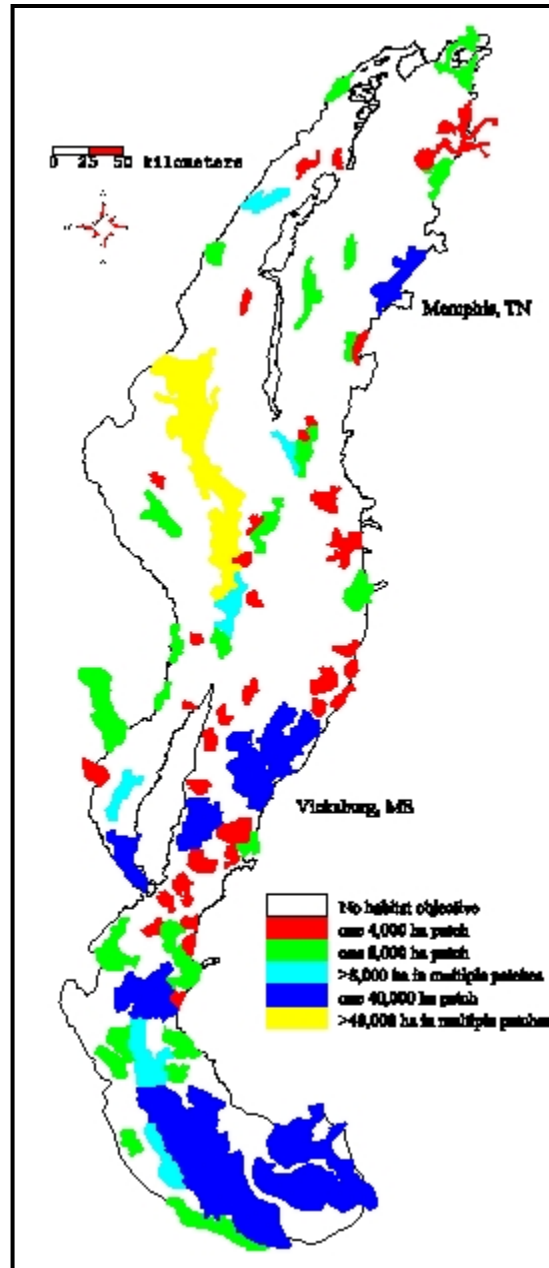 0 25 50 kilometers
Memphis, TN
Vicksburg, MS
No habitat objective
one 4,000 ha patch
one 8,000 ha patch
>8,000 ha in multiple patches
one 40,000 ha patch
>40,000 ha in multiple patches